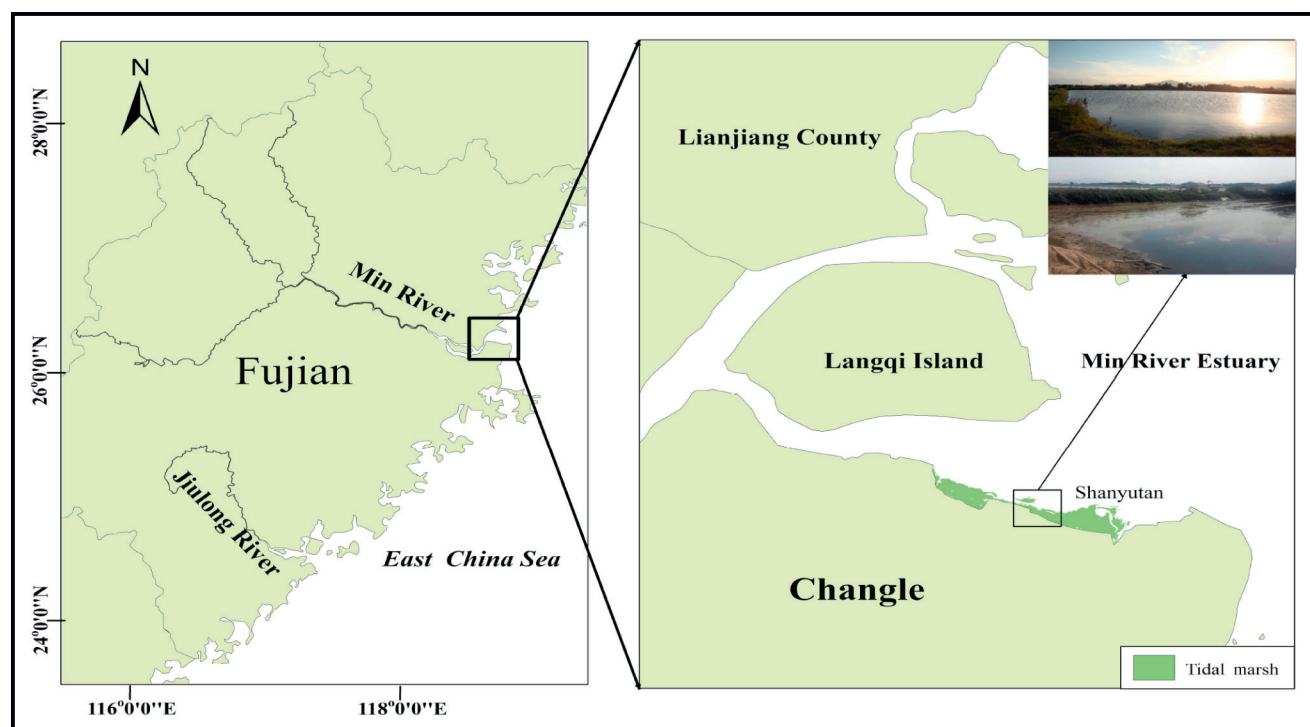 N
28°0'0"N
26°0'0"N
24°0'0"N
116°0'0"E
118°0'0"E
Min River
Fujian
Jiulong River
East China Sea
Lianjiang County
Langqi Island
Min River Estuary
Shanyutan
Changle
Tidal marsh